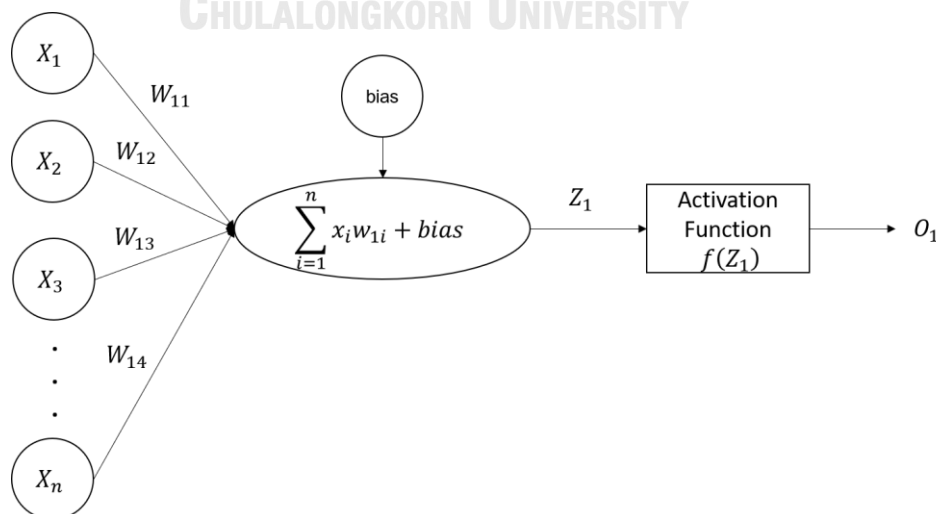 CHULALONGKORN UNIVERSITY
X₁
W₁₁
bias
X₂
W₁₂
n
∑ xᵢw₁ᵢ + bias
i=1
Z₁
Activation
Function
f(Z₁)
O₁
W₁₃
X₃
.
.
.
W₁₄
Xₙ